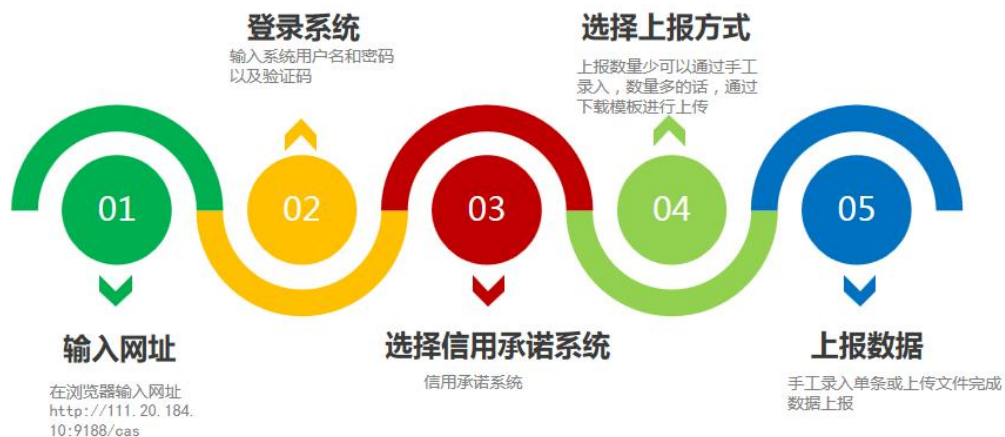 01
输入网址
在浏览器输入网址
http://111.20.184.
10:9188/cas
登录系统
输入系统用户名和密码
以及验证码
02
03
选择信用承诺系统
信用承诺系统
选择上报方式
上报数量少可以通过手工
录入，数量多的话，通过
下载模板进行上传
04
05
上报数据
手工录入单条或上传文件完成
数据上报